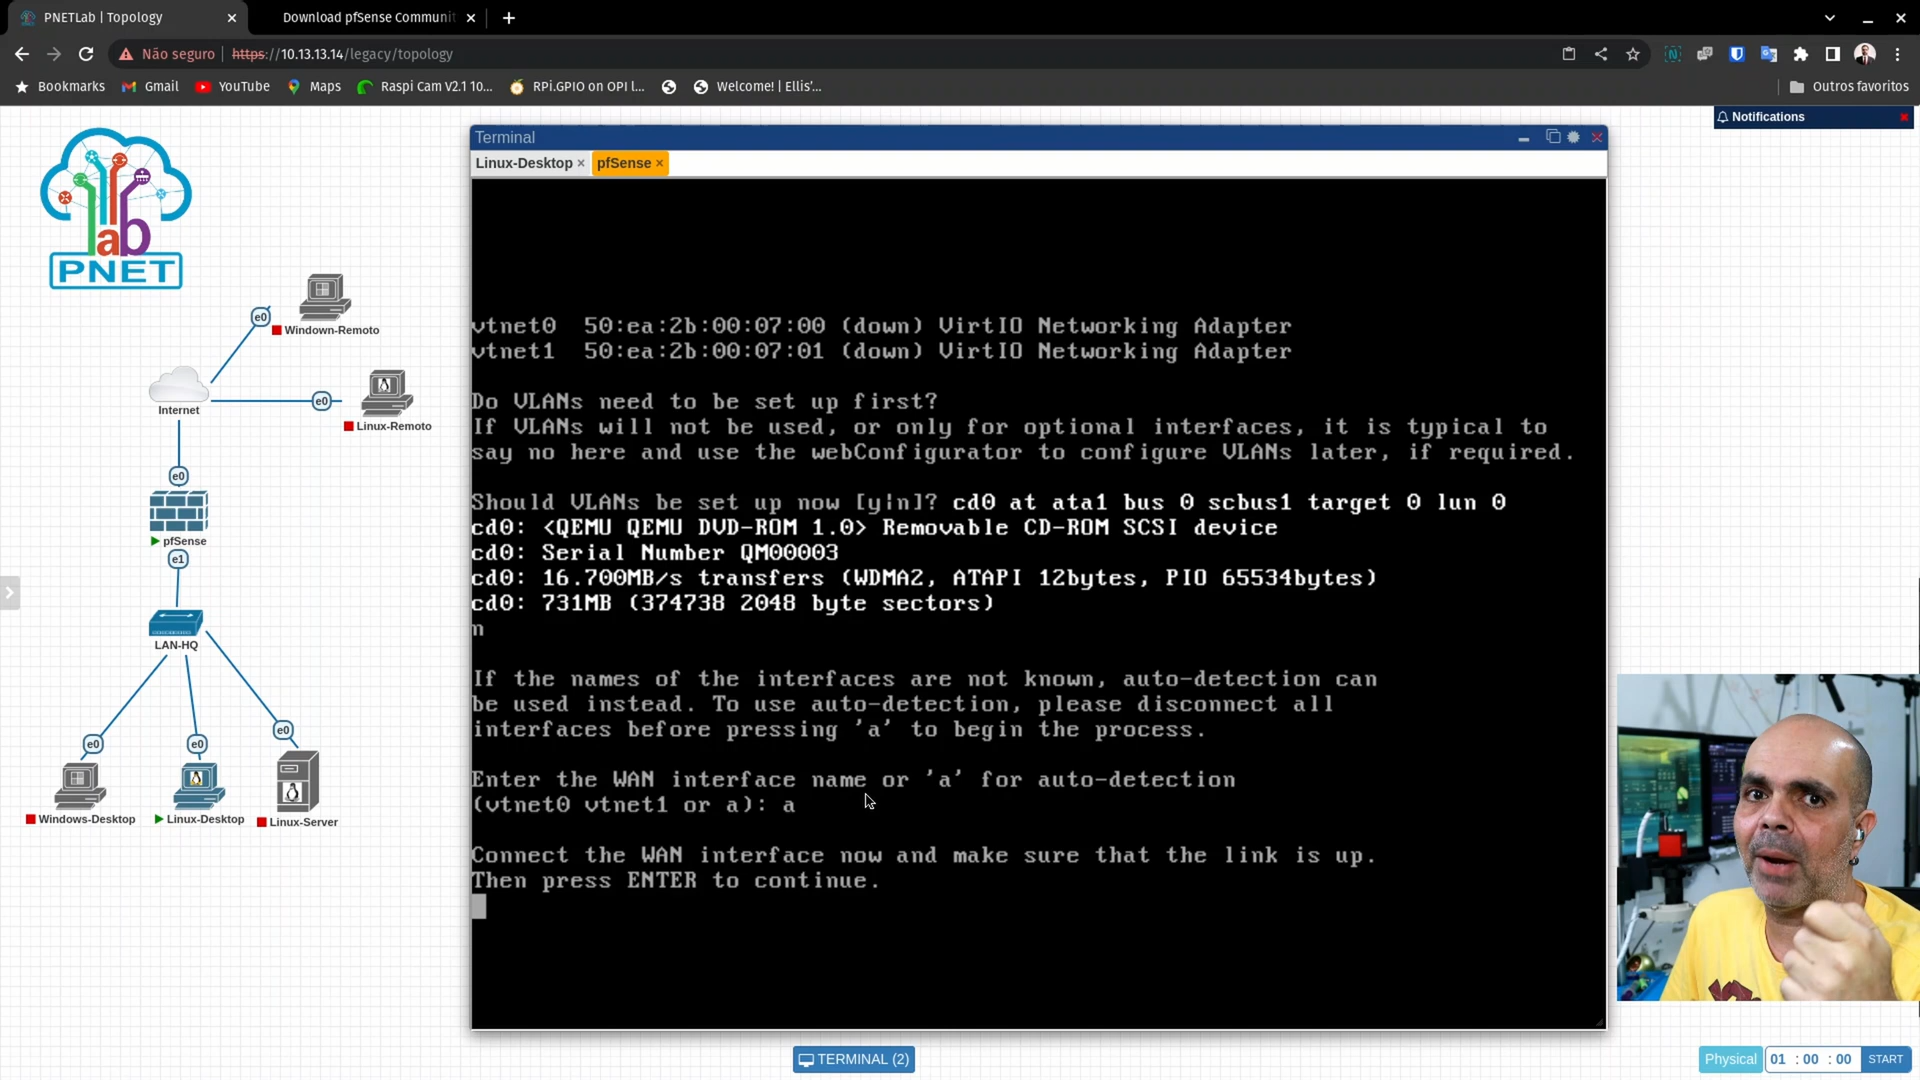 PNETLab | Topology
Download pfSense Communit
Não seguro
https://10.13.13.14/legacy/topology
Bookmarks
Gmail
YouTube
Maps
Raspi Cam V2.1 10...
RPi.GPIO on OPI l...
Welcome! | Ellis'...
Outros favoritos
Notifications
lab
PNET
Terminal
Linux-Desktop
pfSense
vtnet0 50:ea:2b:00:07:00 (down) VirtIO Networking Adapter
vtnet1 50:ea:2b:00:07:01 (down) VirtIO Networking Adapter
Do VLANs need to be set up first?
If VLANs will not be used, or only for optional interfaces, it is typical to
say no here and use the webConfigurator to configure VLANs later, if required.
Should VLANs be set up now [y|n]? cd0 at ata1 bus 0 scbus1 target 0 lun 0
cd0: <QEMU QEMU DVD-ROM 1.0> Removable CD-ROM SCSI device
cd0: Serial Number QM00003
cd0: 16.700MB/s transfers (WDMA2, ATAPI 12bytes, PIO 65534bytes)
cd0: 731MB (374738 2048 byte sectors)
n
If the names of the interfaces are not known, auto-detection can
be used instead. To use auto-detection, please disconnect all
interfaces before pressing 'a' to begin the process.
Enter the WAN interface name or 'a' for auto-detection
(vtnet0 vtnet1 or a): a
Connect the WAN interface now and make sure that the link is up.
Then press ENTER to continue.
e0
Windown-Remoto
Internet
e0
Linux-Remoto
e0
pfSense
e1
LAN-HQ
e0
e0
e0
Windows-Desktop
Linux-Desktop
Linux-Server
TERMINAL (2)
Physical
01 : 00 : 00
START